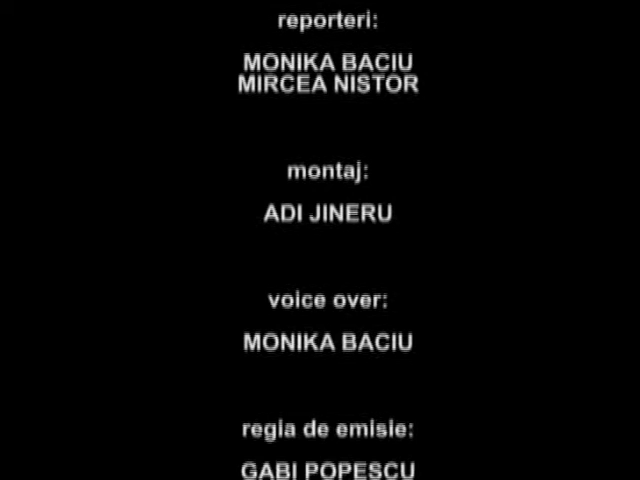 reporteri:
MONIKA BACIU
MIRCEA NISTOR
montaj:
ADI JINERU
voice over:
MONIKA BACIU
regia de emisie:
GABI POPESCU